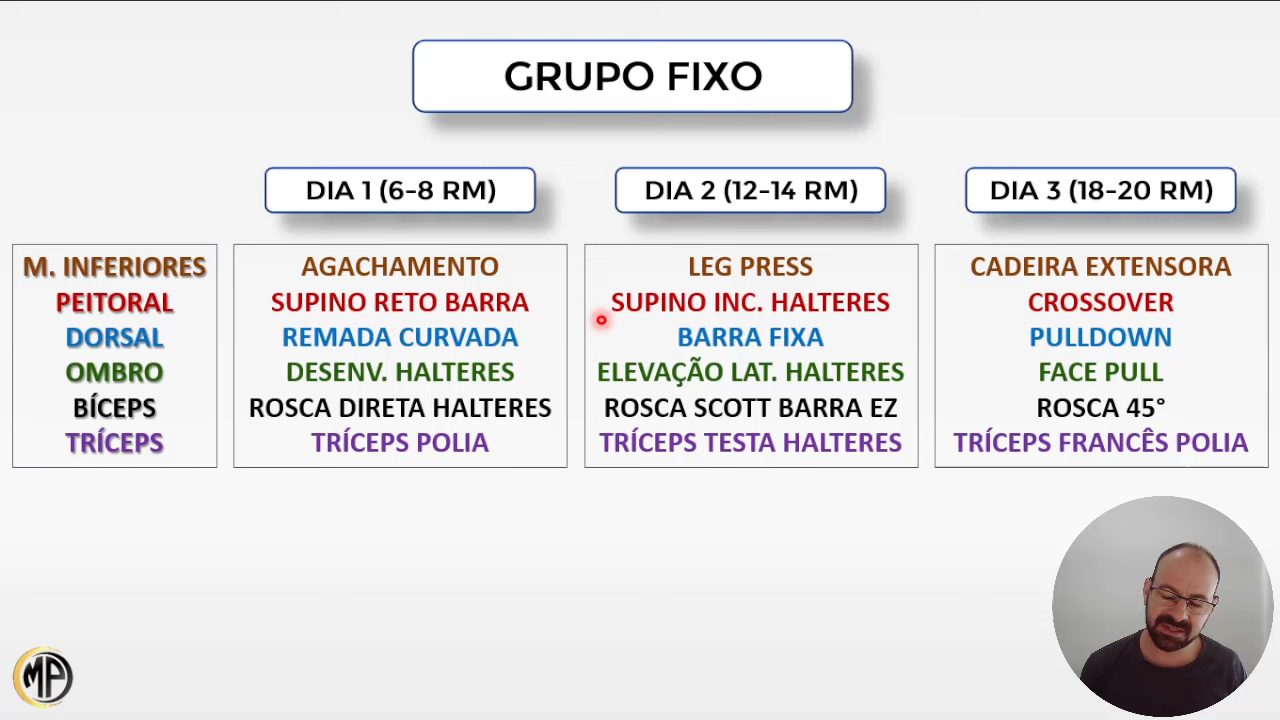 GRUPO FIXO
DIA 1 (6-8 RM)
DIA 2 (12-14 RM)
DIA 3 (18-20 RM)
M. INFERIORES
PEITORAL
DORSAL
OMBRO
BÍCEPS
TRÍCEPS
AGACHAMENTO
SUPINO RETO BARRA
REMADA CURVADA
DESENV. HALTERES
ROSCA DIRETA HALTERES
TRÍCEPS POLIA
LEG PRESS
SUPINO INC. HALTERES
BARRA FIXA
ELEVAÇÃO LAT. HALTERES
ROSCA SCOTT BARRA EZ
TRÍCEPS TESTA HALTERES
CADEIRA EXTENSORA
CROSSOVER
PULLDOWN
FACE PULL
ROSCA 45°
TRÍCEPS FRANCÊS POLIA
MP